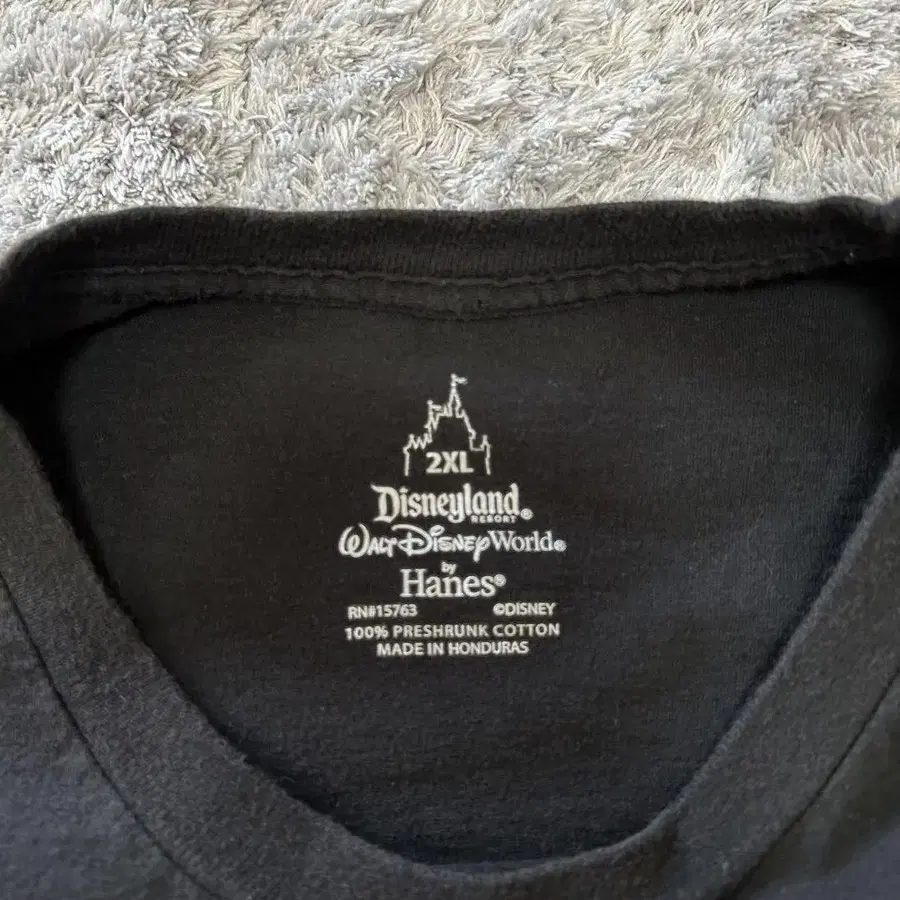 2XL
Disneyland®
RESORT
WALT DISNEY World®
by
Hanes®
RN#15763 ©DISNEY
100% PRESHRUNK COTTON
MADE IN HONDURAS